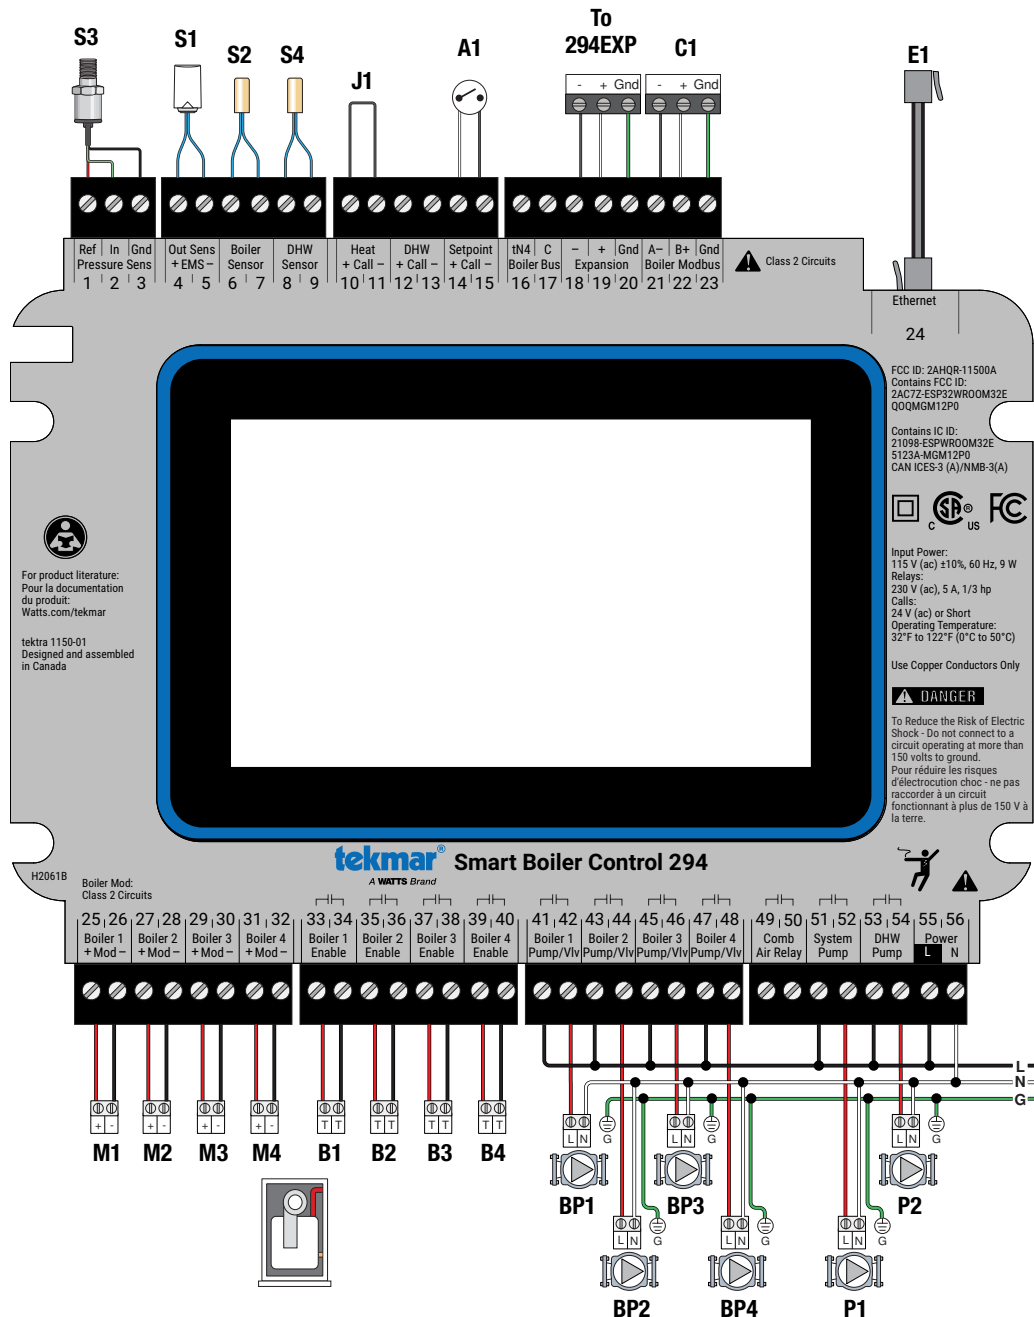 S3
S1
S2
S4
J1
A1
To
294EXP
C1
E1
- + Gnd
- + Gnd
Ref In Gnd
Pressure Sens
1 2 3
Out Sens
+ EMS −
4 5
Boiler
Sensor
6 7
DHW
Sensor
8 9
Heat
+ Call −
10 11
DHW
+ Call −
12 13
Setpoint
+ Call −
14 15
tN4 C
Boiler Bus
16 17
− + Gnd
Expansion
18 19 20
A− B+ Gnd
Boiler Modbus
21 22 23
Class 2 Circuits
Ethernet
24
FCC ID: 2AHQR-11500A
Contains FCC ID:
2AC7Z-ESP32WROOM32E
QOQMGM12P0
Contains IC ID:
21098-ESPWROOM32E
5123A-MGM12P0
CAN ICES-3 (A)/NMB-3(A)
C SA ® US FC
Input Power:
115 V (ac) ±10%, 60 Hz, 9 W
Relays:
230 V (ac), 5 A, 1/3 hp
Calls:
24 V (ac) or Short
Operating Temperature:
32°F to 122°F (0°C to 50°C)
Use Copper Conductors Only
DANGER
To Reduce the Risk of Electric
Shock - Do not connect to a
circuit operating at more than
150 volts to ground.
Pour réduire les risques
d'électrocution choc - ne pas
raccorder à un circuit
fonctionnant à plus de 150 V à
la terre.
For product literature:
Pour la documentation
du produit:
Watts.com/tekmar
tektra 1150-01
Designed and assembled
in Canada
H2061B
tekmar®
A WATTS Brand
Smart Boiler Control 294
Boiler Mod:
Class 2 Circuits
25 26
Boiler 1
+ Mod −
27 28
Boiler 2
+ Mod −
29 30
Boiler 3
+ Mod −
31 32
Boiler 4
+ Mod −
33 34
Boiler 1
Enable
35 36
Boiler 2
Enable
37 38
Boiler 3
Enable
39 40
Boiler 4
Enable
41 42
Boiler 1
Pump/Vlv
43 44
Boiler 2
Pump/Vlv
45 46
Boiler 3
Pump/Vlv
47 48
Boiler 4
Pump/Vlv
49 50
Comb
Air Relay
51 52
System
Pump
53 54
DHW
Pump
55 56
Power
L N
L
N
G
+ -
M1
+ -
M2
+ -
M3
+ -
M4
T T
B1
T T
B2
T T
B3
T T
B4
L N G
BP1
L N G
BP3
L N G
P2
L N G
BP2
L N G
BP4
L N G
P1